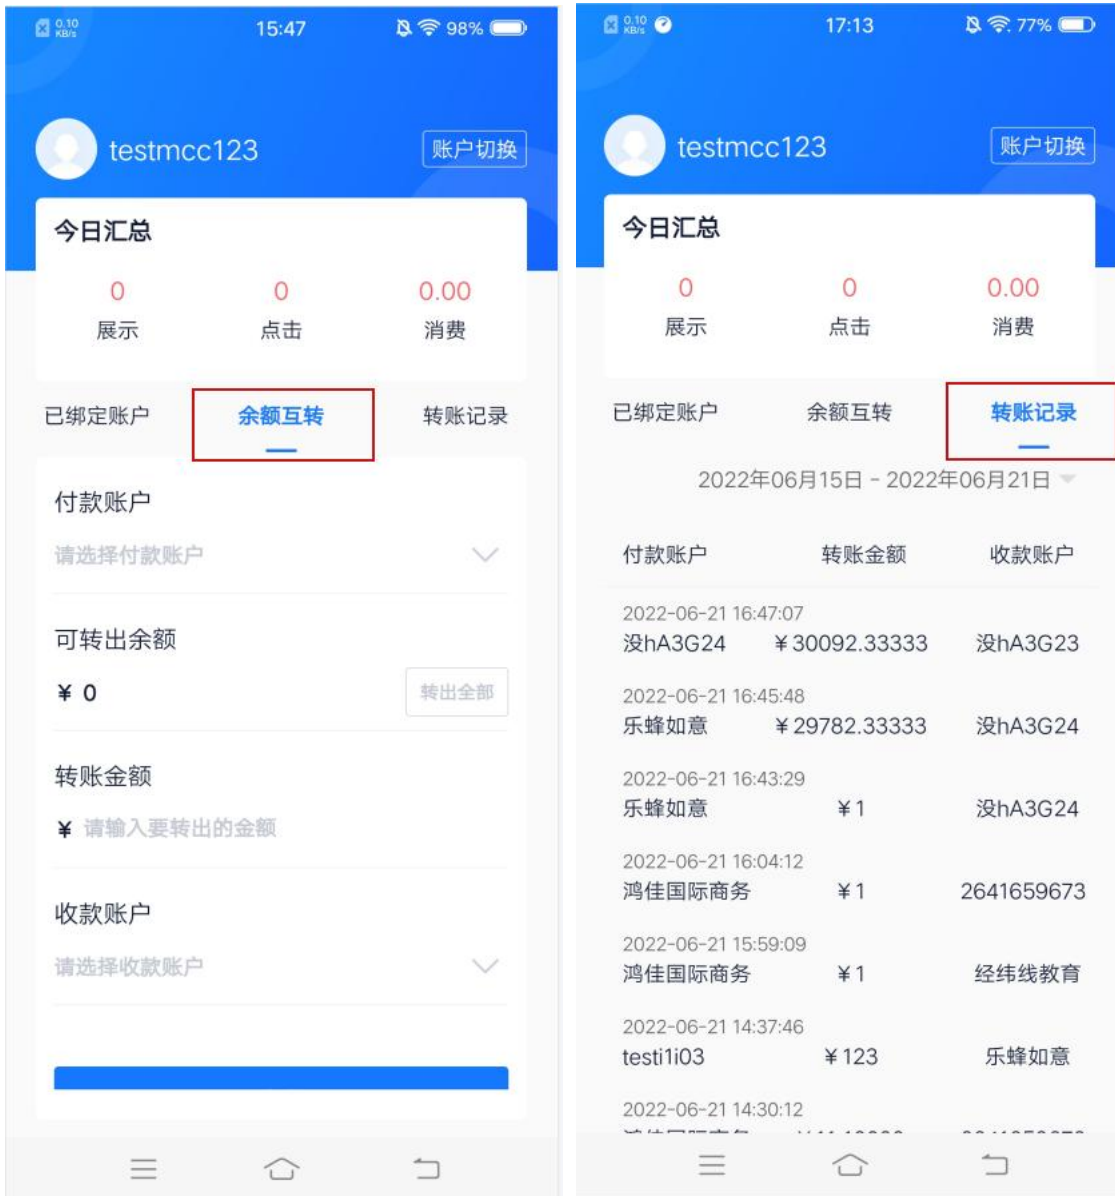 0.10
KB/s
15:47
98%
testmcc123
账户切换
今日汇总
0 0 0.00
展示 点击 消费
已绑定账户 余额互转 转账记录
付款账户
请选择付款账户
可转出余额
¥ 0
转出全部
转账金额
¥ 请输入要转出的金额
收款账户
请选择收款账户
0.10
KB/s
17:13
77%
testmcc123
账户切换
今日汇总
0 0 0.00
展示 点击 消费
已绑定账户 余额互转 转账记录
2022年06月15日 - 2022年06月21日
付款账户 转账金额 收款账户
2022-06-21 16:47:07
没hA3G24 ¥30092.33333 没hA3G23
2022-06-21 16:45:48
乐蜂如意 ¥29782.33333 没hA3G24
2022-06-21 16:43:29
乐蜂如意 ¥1 没hA3G24
2022-06-21 16:04:12
鸿佳国际商务 ¥1 2641659673
2022-06-21 15:59:09
鸿佳国际商务 ¥1 经纬线教育
2022-06-21 14:37:46
testi1i03 ¥123 乐蜂如意
2022-06-21 14:30:12